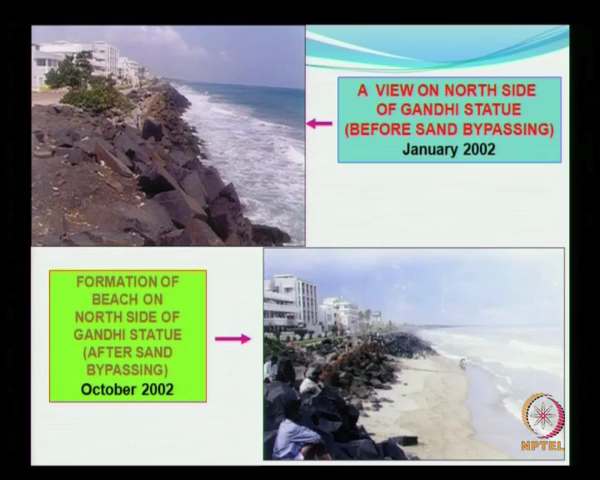 A VIEW ON NORTH SIDE
OF GANDHI STATUE
(BEFORE SAND BYPASSING)
January 2002
FORMATION OF
BEACH ON
NORTH SIDE OF
GANDHI STATUE
(AFTER SAND
BYPASSING)
October 2002
NPTEL